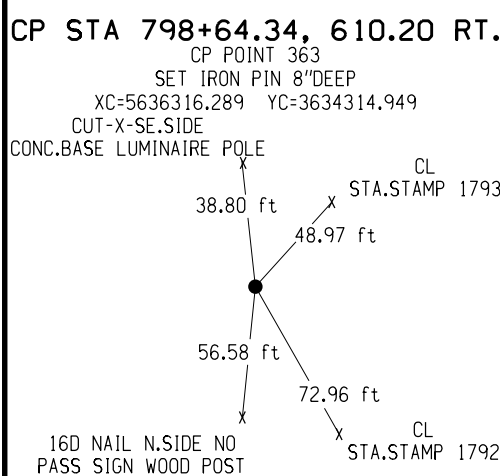 CP STA 798+64.34, 610.20 RT.
CP POINT 363
SET IRON PIN 8"DEEP
XC=5636316.289 YC=3634314.949
CUT-X-SE.SIDE
CONC.BASE LUMINAIRE POLE
X
CL
STA.STAMP 1793
X
38.80 ft
48.97 ft
56.58 ft
72.96 ft
X
X
16D NAIL N.SIDE NO
PASS SIGN WOOD POST
CL
STA.STAMP 1792